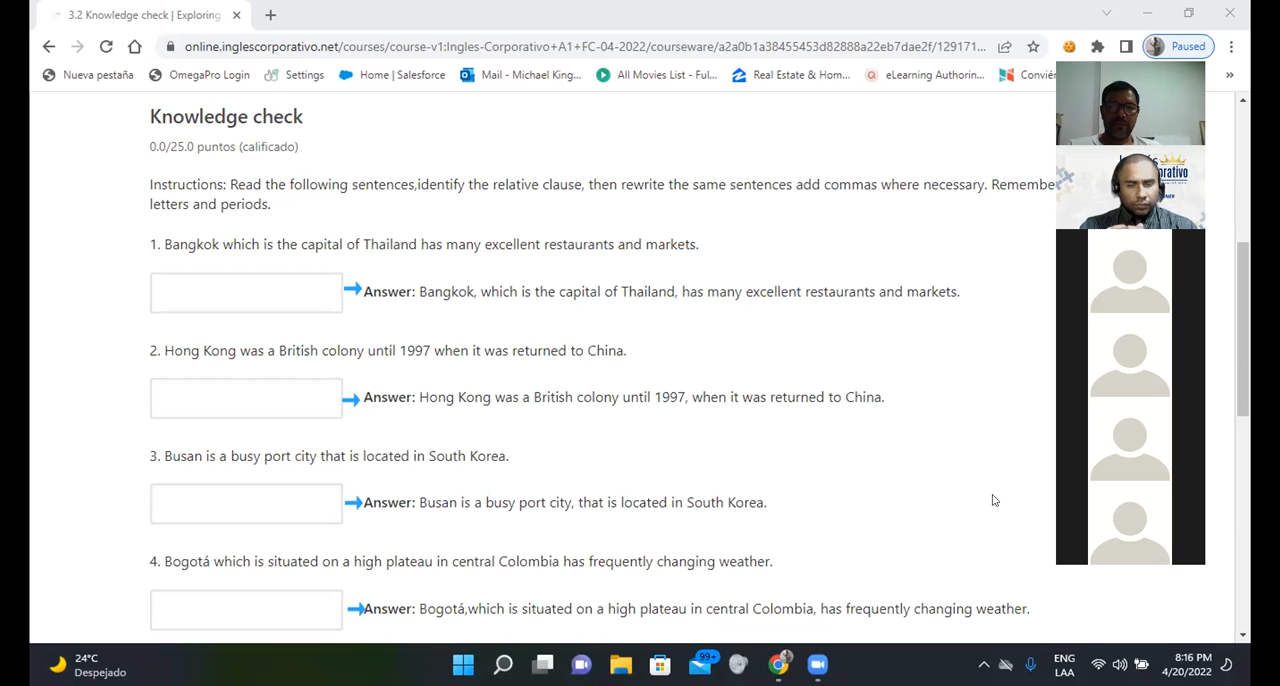 3.2 Knowledge check | Exploring
online.inglescorporativo.net/courses/course-v1:Ingles-Corporativo+A1+FC-04-2022/courseware/a2a0b1a38455453d82888a22eb7dae2f/129171...
Paused
Nueva pestaña
OmegaPro Login
Settings
Home | Salesforce
Mail - Michael King...
All Movies List - Ful...
Real Estate & Hom...
eLearning Authorin...
Convié
»
Knowledge check
0.0/25.0 puntos (calificado)
Instructions: Read the following sentences,identify the relative clause, then rewrite the same sentences add commas where necessary. Remembe
letters and periods.
1. Bangkok which is the capital of Thailand has many excellent restaurants and markets.
Answer: Bangkok, which is the capital of Thailand, has many excellent restaurants and markets.
2. Hong Kong was a British colony until 1997 when it was returned to China.
Answer: Hong Kong was a British colony until 1997, when it was returned to China.
3. Busan is a busy port city that is located in South Korea.
Answer: Busan is a busy port city, that is located in South Korea.
4. Bogotá which is situated on a high plateau in central Colombia has frequently changing weather.
Answer: Bogotá,which is situated on a high plateau in central Colombia, has frequently changing weather.
24°C
Despejado
99+
ENG
LAA
8:16 PM
4/20/2022